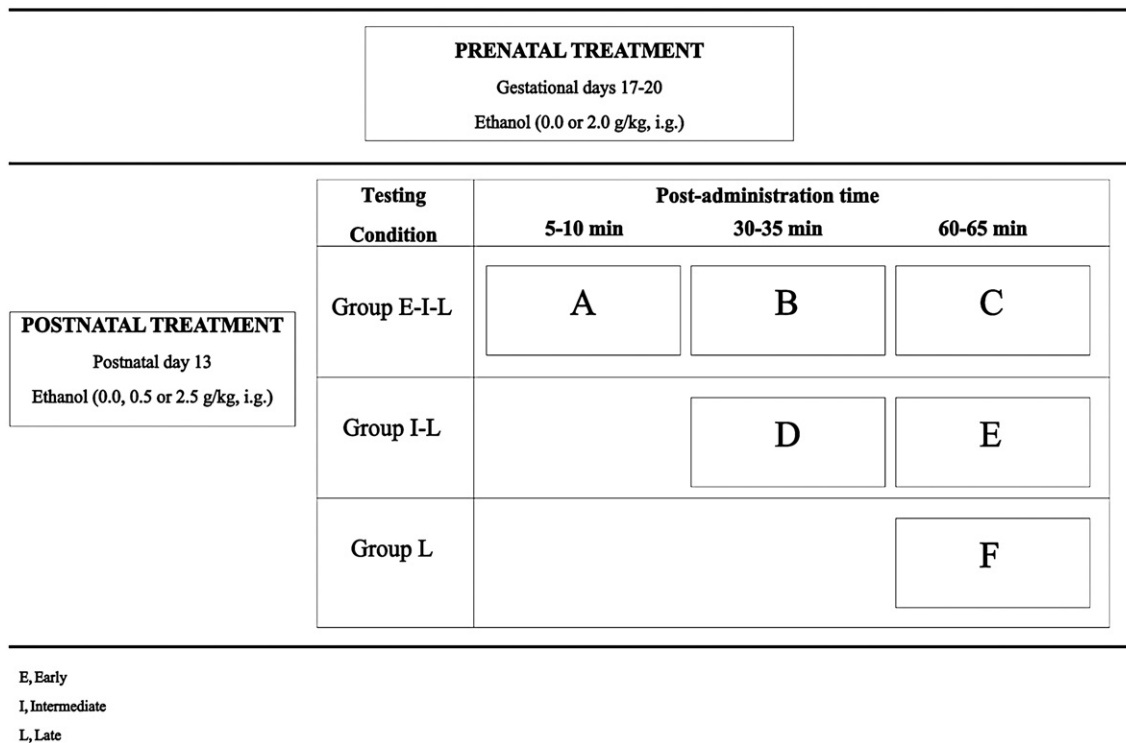 PRENATAL TREATMENT
Gestational days 17-20
Ethanol (0.0 or 2.0 g/kg, i.g.)
Testing Condition
Post-administration time
5-10 min 30-35 min 60-65 min
POSTNATAL TREATMENT
Postnatal day 13
Ethanol (0.0, 0.5 or 2.5 g/kg, i.g.)
Group E-I-L A B C
Group I-L D E
Group L F
E, Early
I, Intermediate
L, Late